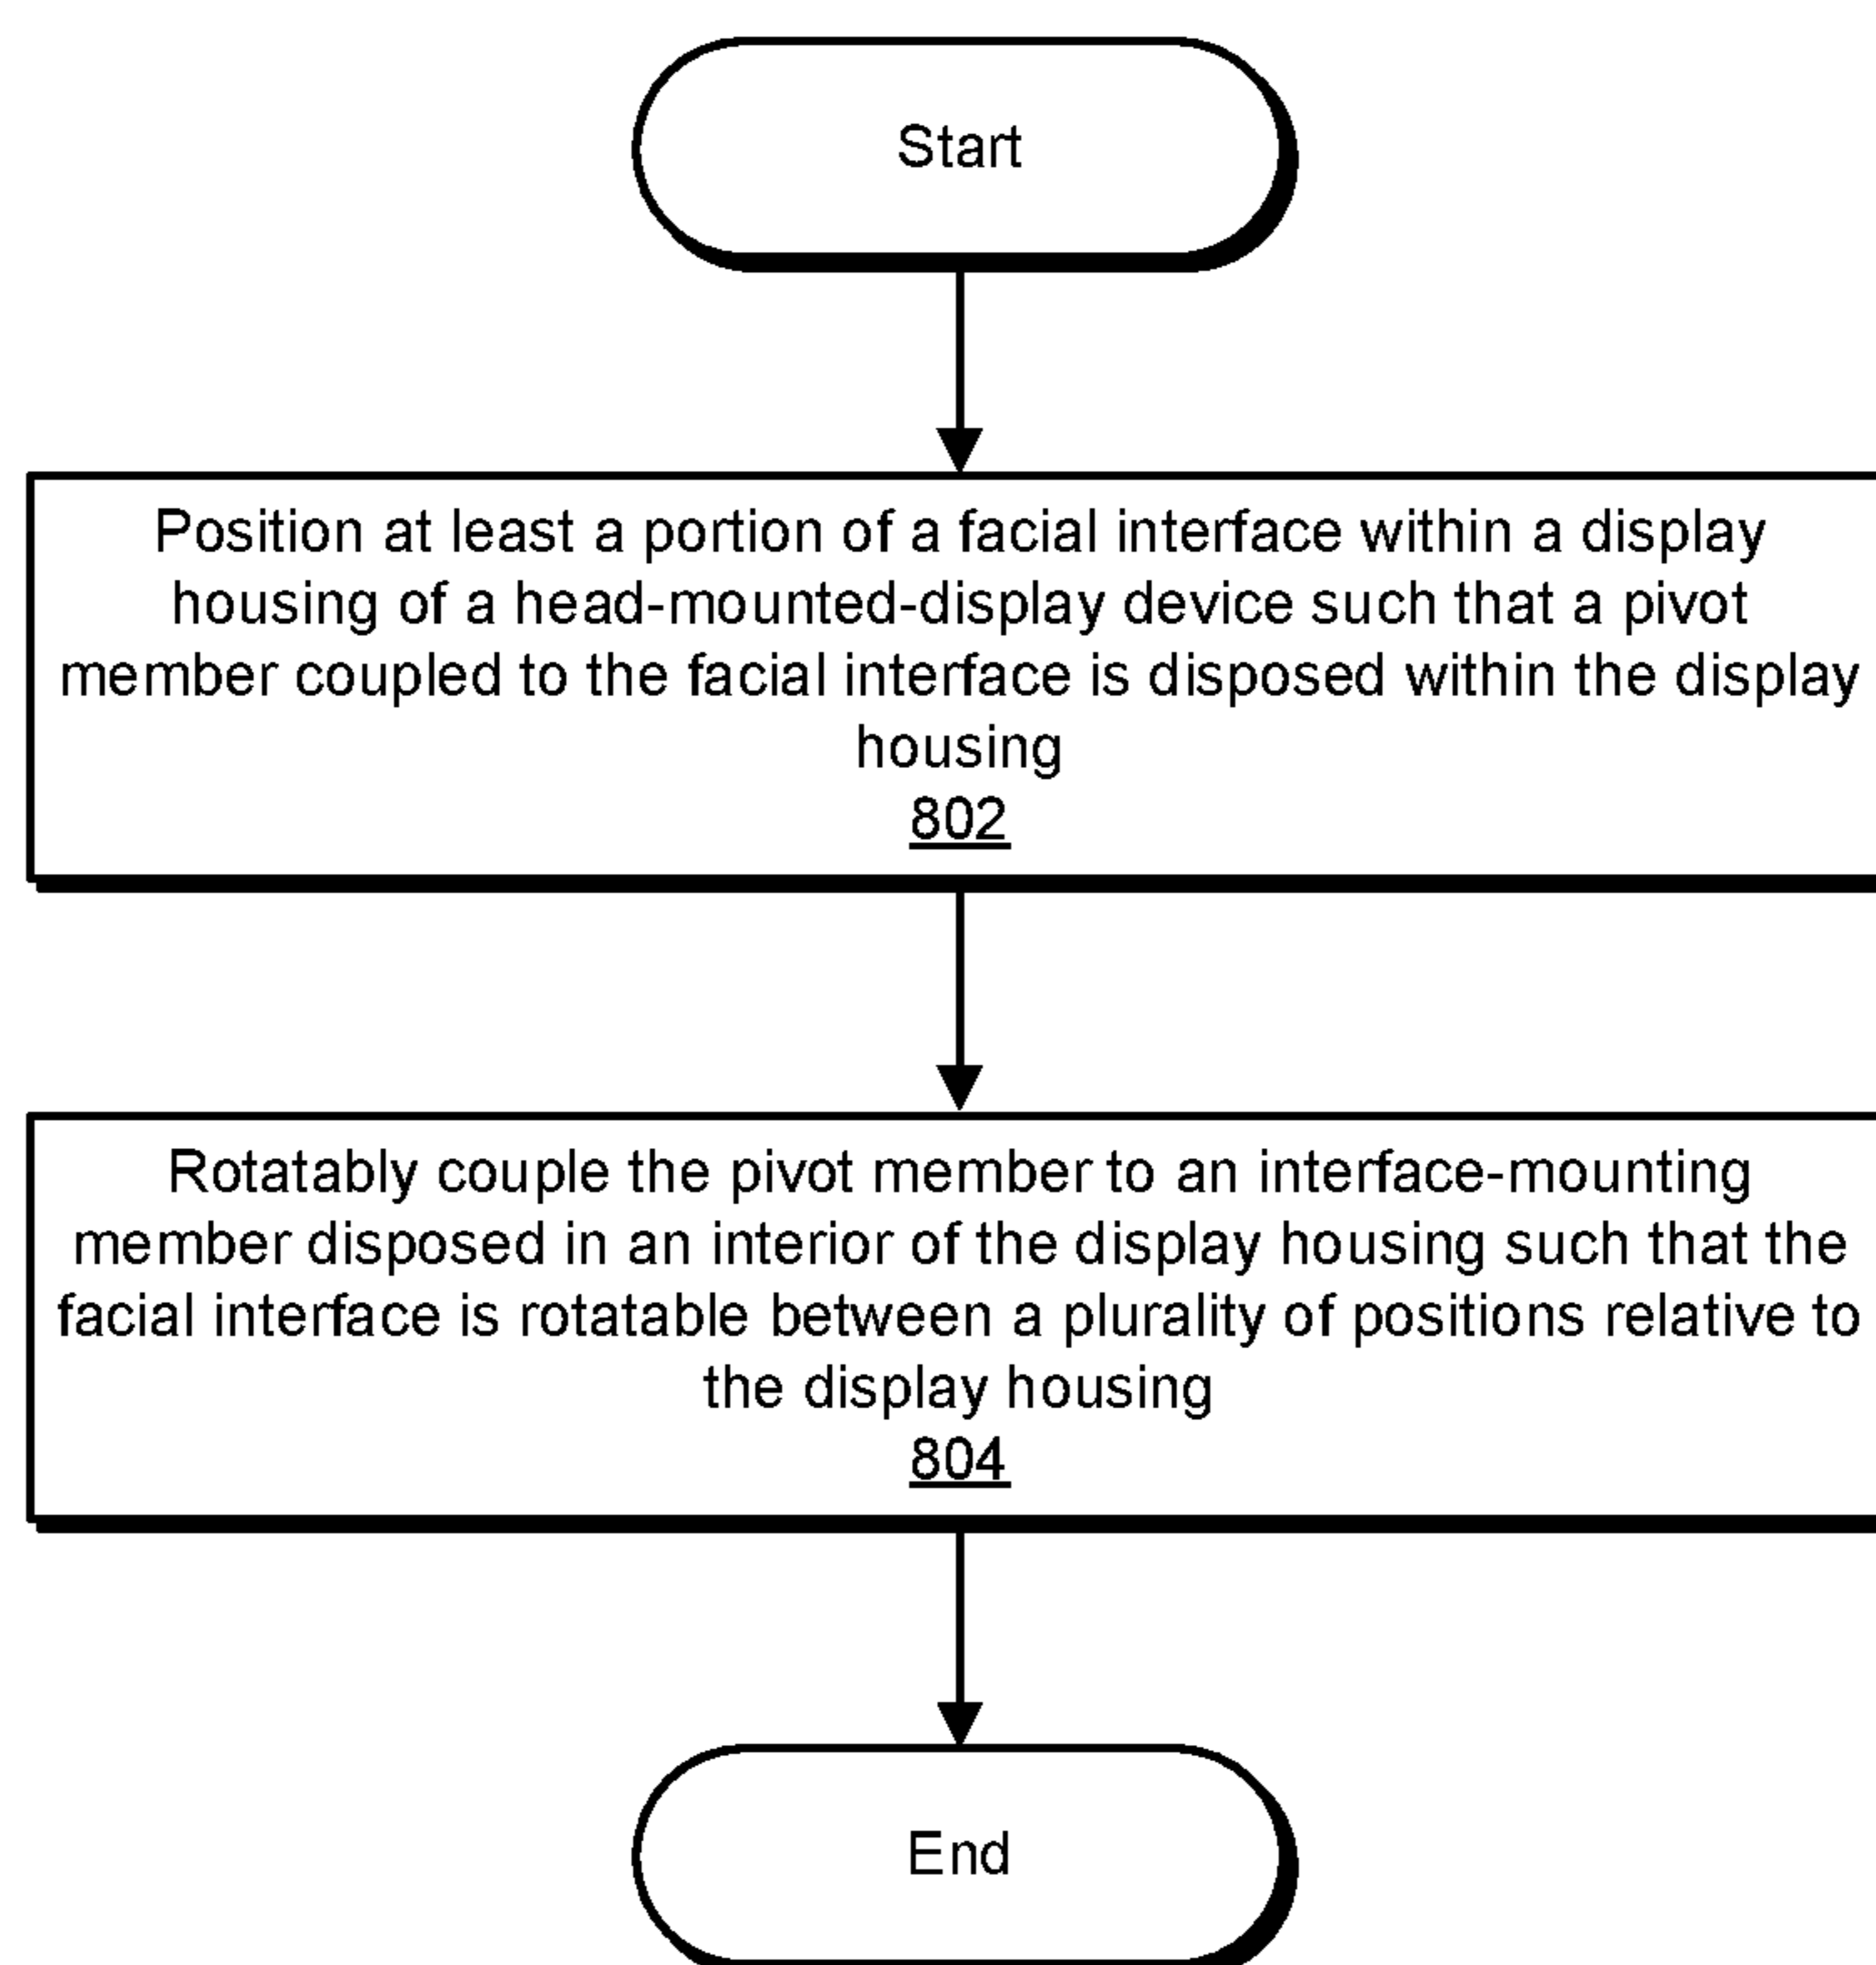 Start
Position at least a portion of a facial interface within a display
housing of a head-mounted-display device such that a pivot
member coupled to the facial interface is disposed within the display
housing
802
Rotatably couple the pivot member to an interface-mounting
member disposed in an interior of the display housing such that the
facial interface is rotatable between a plurality of positions relative to
the display housing
804
End